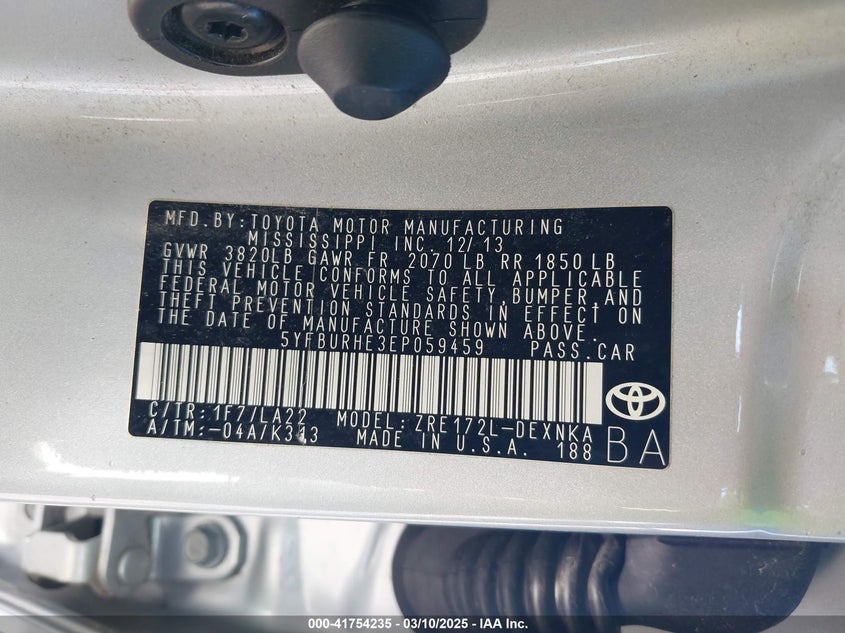 MFD. BY: TOYOTA MOTOR MANUFACTURING
MISSISSIPPI INC. 12/13
GVWR 3820LB GAWR FR 2070 LB RR 1850 LB
THIS VEHICLE CONFORMS TO ALL APPLICABLE
FEDERAL MOTOR VEHICLE SAFETY, BUMPER, AND
THEFT PREVENTION STANDARDS IN EFFECT ON
THE DATE OF MANUFACTURE SHOWN ABOVE.
5YFBURHE3EP059459 PASS. CAR
C/TR: 1F7/LA22 MODEL: ZRE172L-DEXNKA
A/TM: -04A/K313 MADE IN U.S.A. 188 BA
000-41754235 - 03/10/2025 - IAA Inc.